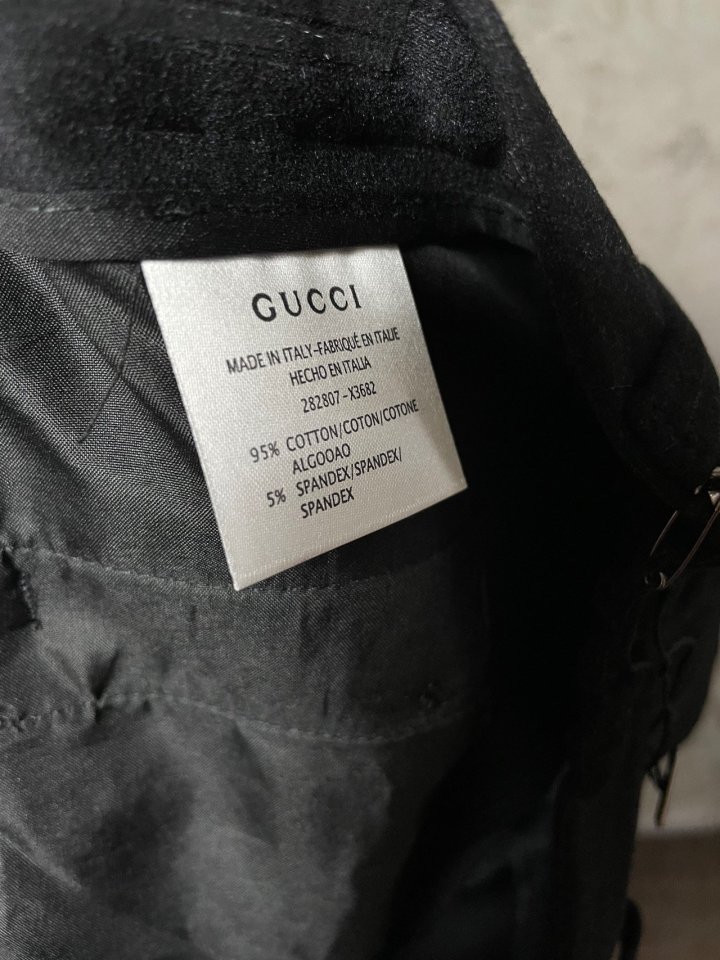 GUCCI
MADE IN ITALY-FABRIQUÉ EN ITALIE
HECHO EN ITALIA
282807-X3682
95% COTTON/COTON/COTONE
ALGOOAO
5% SPANDEX/SPANDEX/
SPANDEX